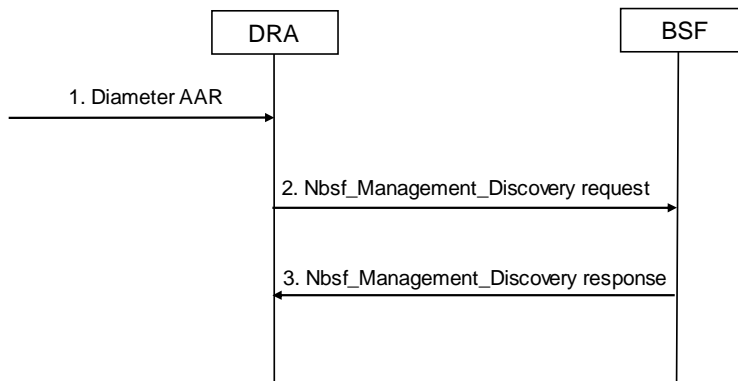 DRA
BSF
1. Diameter AAR
2. Nbsf_Management_Discovery request
3. Nbsf_Management_Discovery response